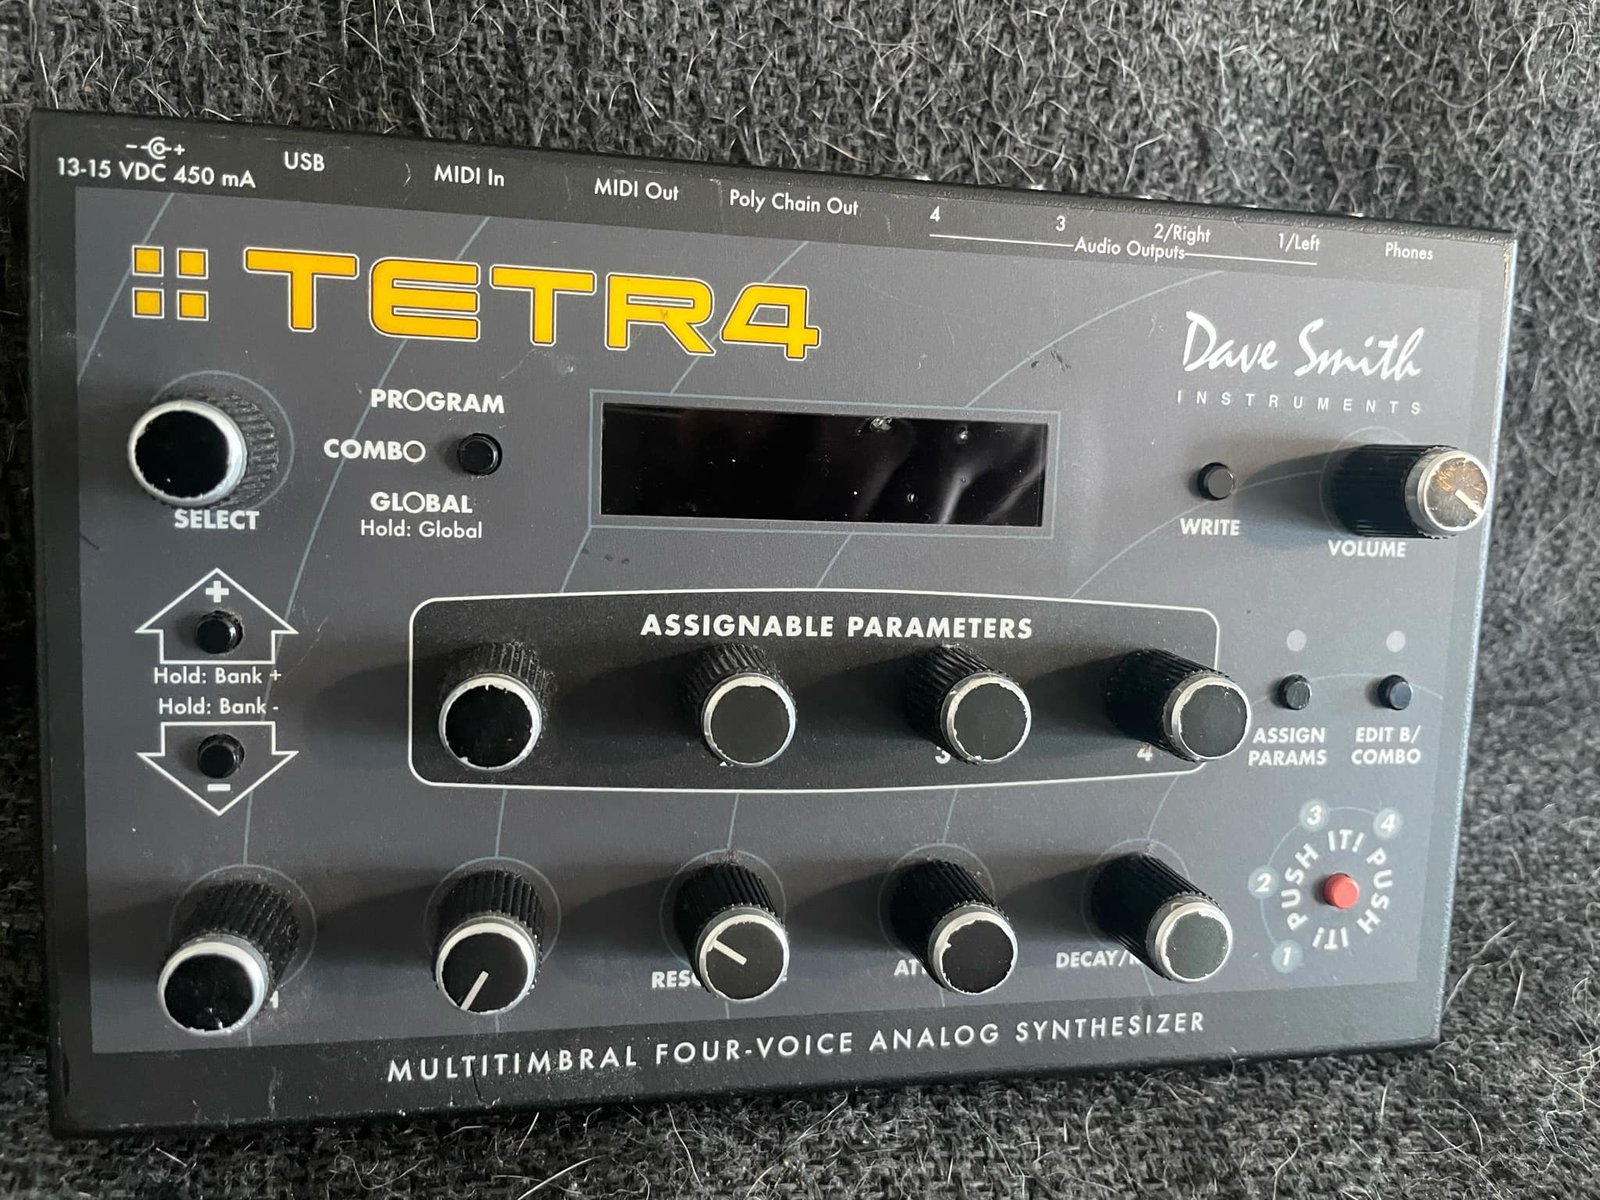 13-15 VDC 450 mA
USB
MIDI In
MIDI Out
Poly Chain Out
4
3
2/Right
1/Left
Audio Outputs
Phones
TETR4
Dave Smith
INSTRUMENTS
PROGRAM
COMBO
GLOBAL
Hold: Global
SELECT
WRITE
VOLUME
+
Hold: Bank +
Hold: Bank -
-
ASSIGNABLE PARAMETERS
3
4
ASSIGN
PARAMS
EDIT B/
COMBO
1
2
3
4
PUSH IT! PUSH IT!
DECAY/
MULTITIMBRAL FOUR-VOICE ANALOG SYNTHESIZER